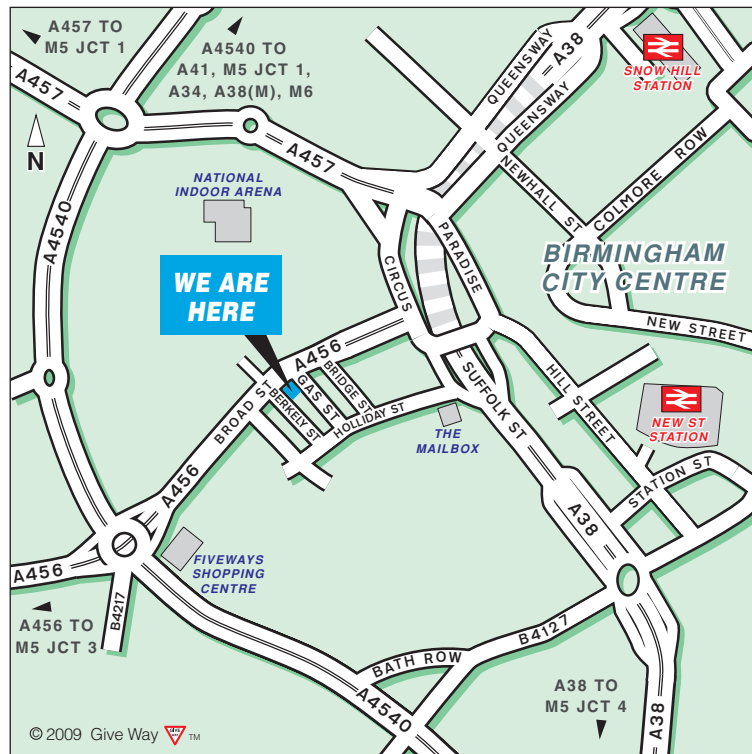 A457 TO
M5 JCT 1
A4540 TO
A41, M5 JCT 1,
A34, A38(M), M6
QUEENSWAY
A38
QUEENSWAY
SNOW HILL
STATION
A457
A457
N
NATIONAL
INDOOR ARENA
NEWHALL ST
COLMORE ROW
A4540
PARADISE
CIRCUS
BIRMINGHAM
CITY CENTRE
WE ARE
HERE
NEW STREET
A456
BRIDGE ST
GAS ST
BERKELY ST
BROAD ST
HOLLIDAY ST
SUFFOLK ST
HILL STREET
THE
MAILBOX
NEW ST
STATION
STATION ST
A456
A38
FIVEWAYS
SHOPPING
CENTRE
A456
B4217
A456 TO
M5 JCT 3
B4127
BATH ROW
A4540
A38 TO
M5 JCT 4
A38
© 2009 Give Way GIVE WAY TM